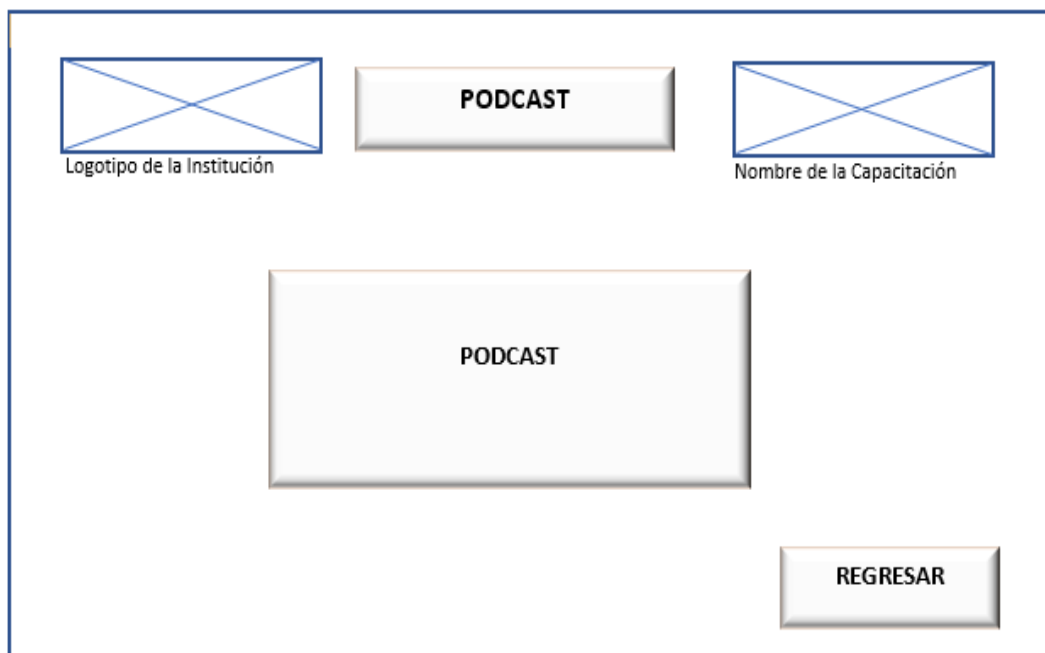 PODCAST
Logotipo de la Institución
Nombre de la Capacitación
PODCAST
REGRESAR